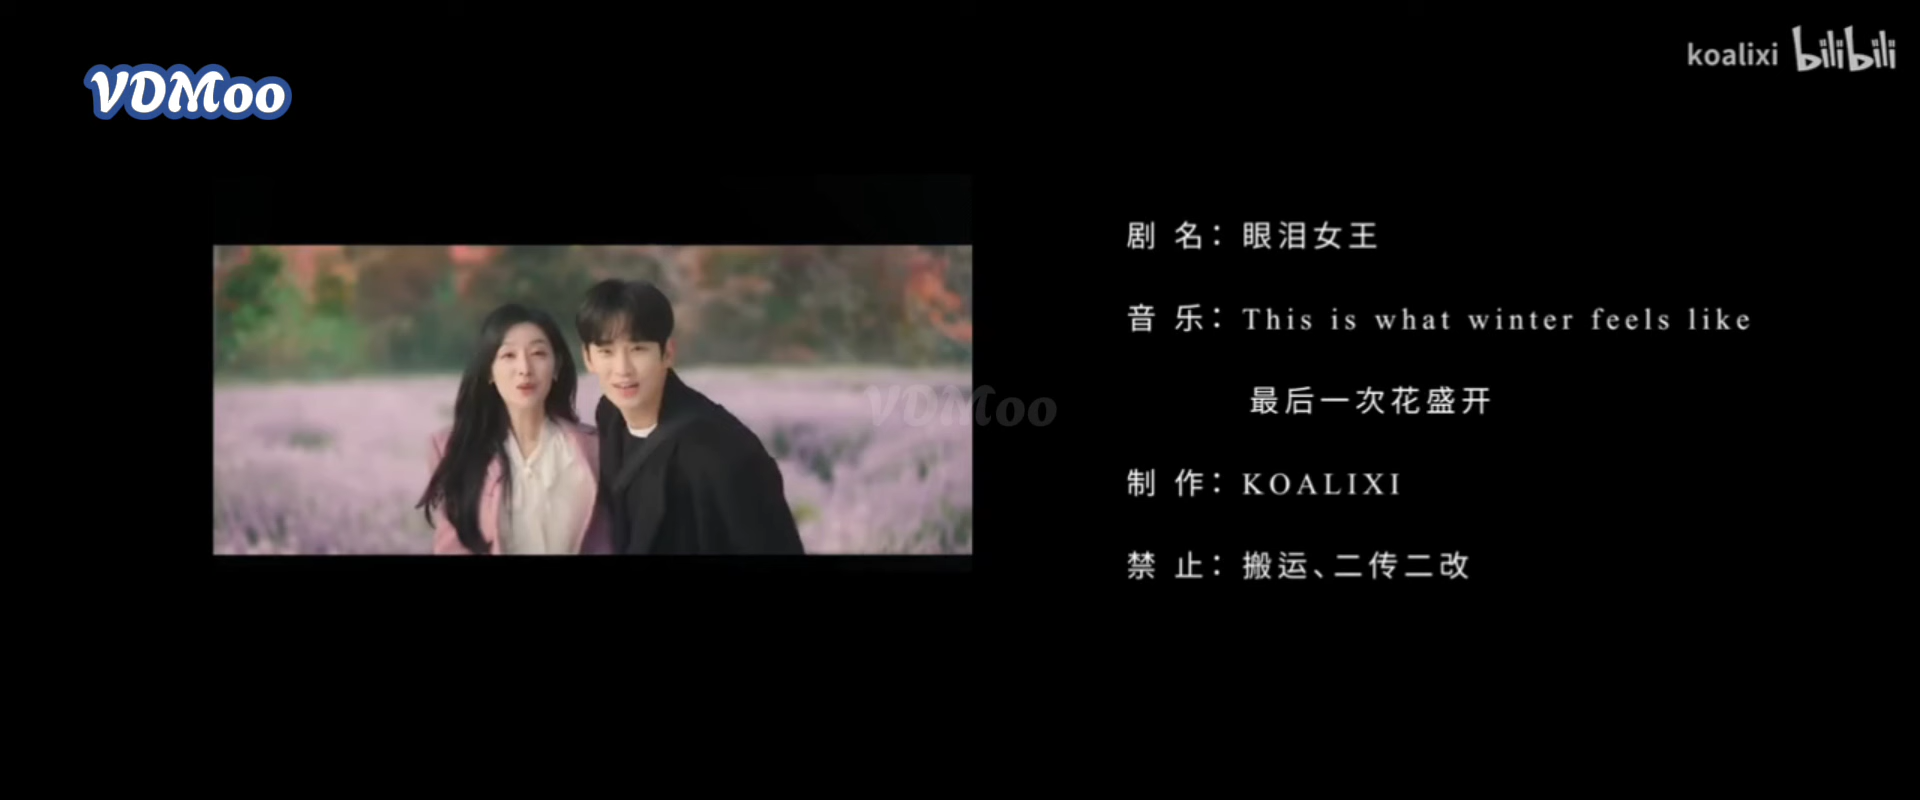 koalixi bilibili
VDMoo
剧 名：眼泪女王
音 乐：This is what winter feels like
VDMoo
最后一次花盛开
制 作：KOALIXI
禁 止：搬运、二传二改